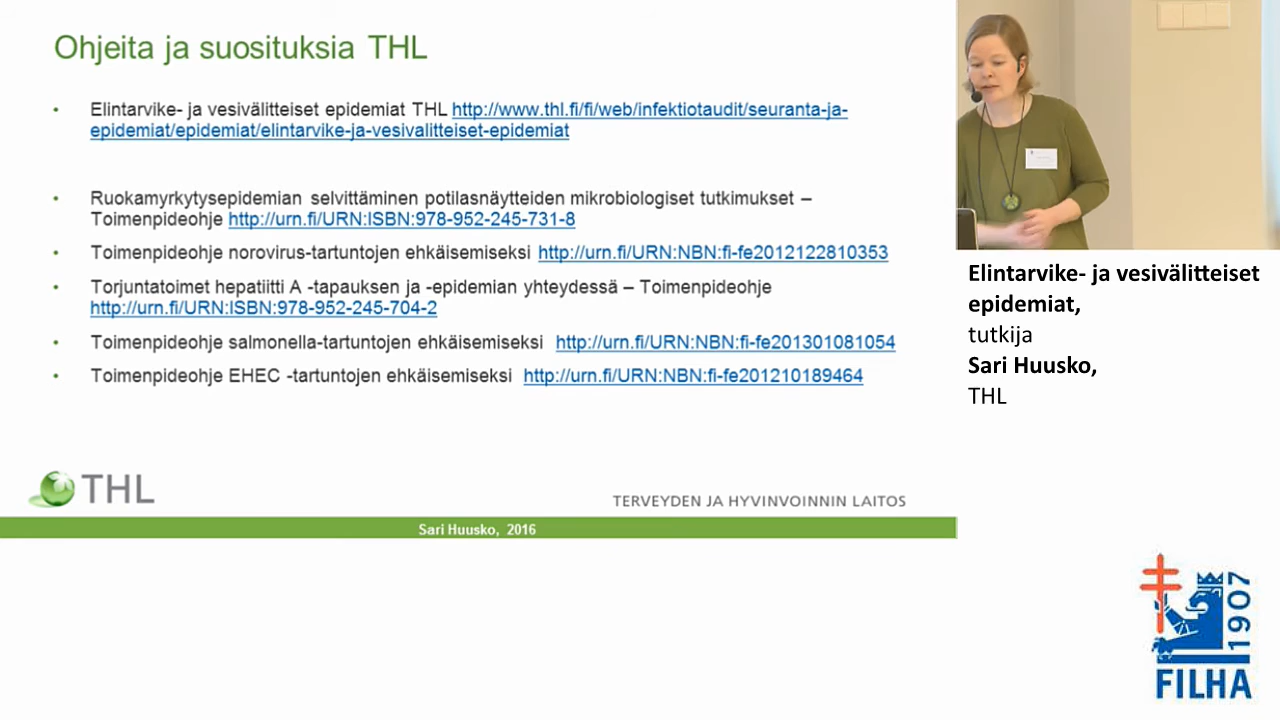 Ohjeita ja suosituksia THL
• Elintarvike- ja vesivälitteiset epidemiat THL http://www.thl.fi/fi/web/infektiotaudit/seuranta-ja-
epidemiat/epidemiat/elintarvike-ja-vesivalitteiset-epidemiat
• Ruokamyrkytysepidemian selvittäminen potilasnäytteiden mikrobiologiset tutkimukset –
Toimenpideohje http://urn.fi/URN:ISBN:978-952-245-731-8
• Toimenpideohje norovirus-tartuntojen ehkäisemiseksi http://urn.fi/URN:NBN:fi-fe2012122810353
• Torjuntatoimet hepatiitti A -tapauksen ja -epidemian yhteydessä – Toimenpideohje
http://urn.fi/URN:ISBN:978-952-245-704-2
• Toimenpideohje salmonella-tartuntojen ehkäisemiseksi http://urn.fi/URN:NBN:fi-fe201301081054
• Toimenpideohje EHEC -tartuntojen ehkäisemiseksi http://urn.fi/URN:NBN:fi-fe201210189464
THL
TERVEYDEN JA HYVINVOINNIN LAITOS
Sari Huusko, 2016
Elintarvike- ja vesivälitteiset
epidemiat,
tutkija
Sari Huusko,
THL
1907
FILHA